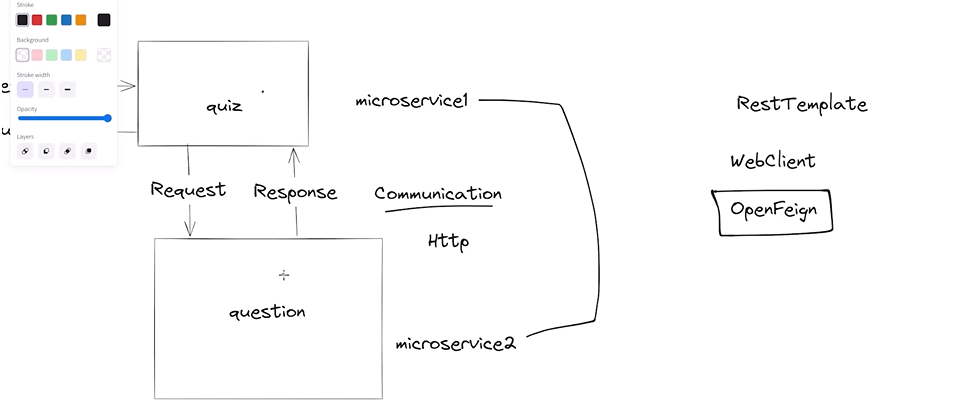 Stroke
Background
Stroke width
Opacity
Layers
quiz
microservice1
Request
Response
Communication
Http
question
microservice2
RestTemplate
WebClient
OpenFeign